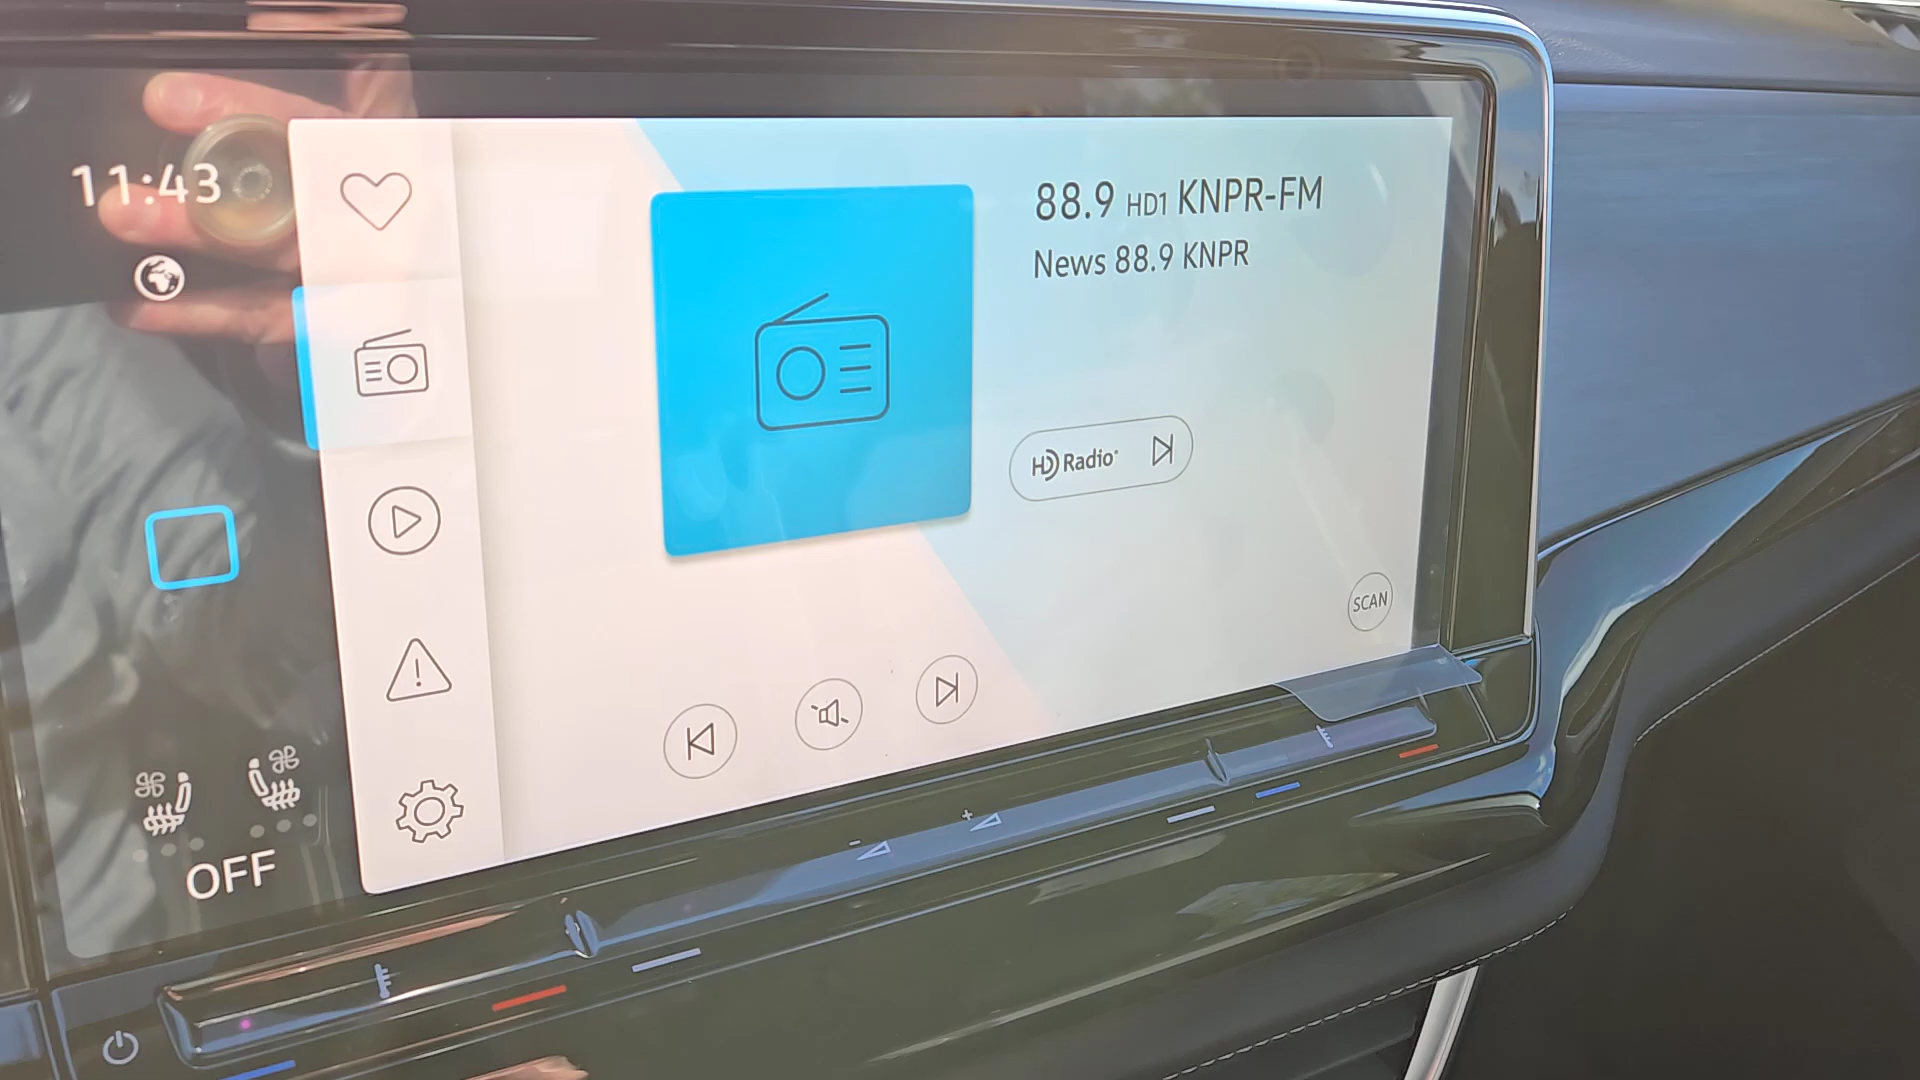 11:43
88.9 HD1 KNPR-FM
News 88.9 KNPR
HD Radio
SCAN
OFF
- +